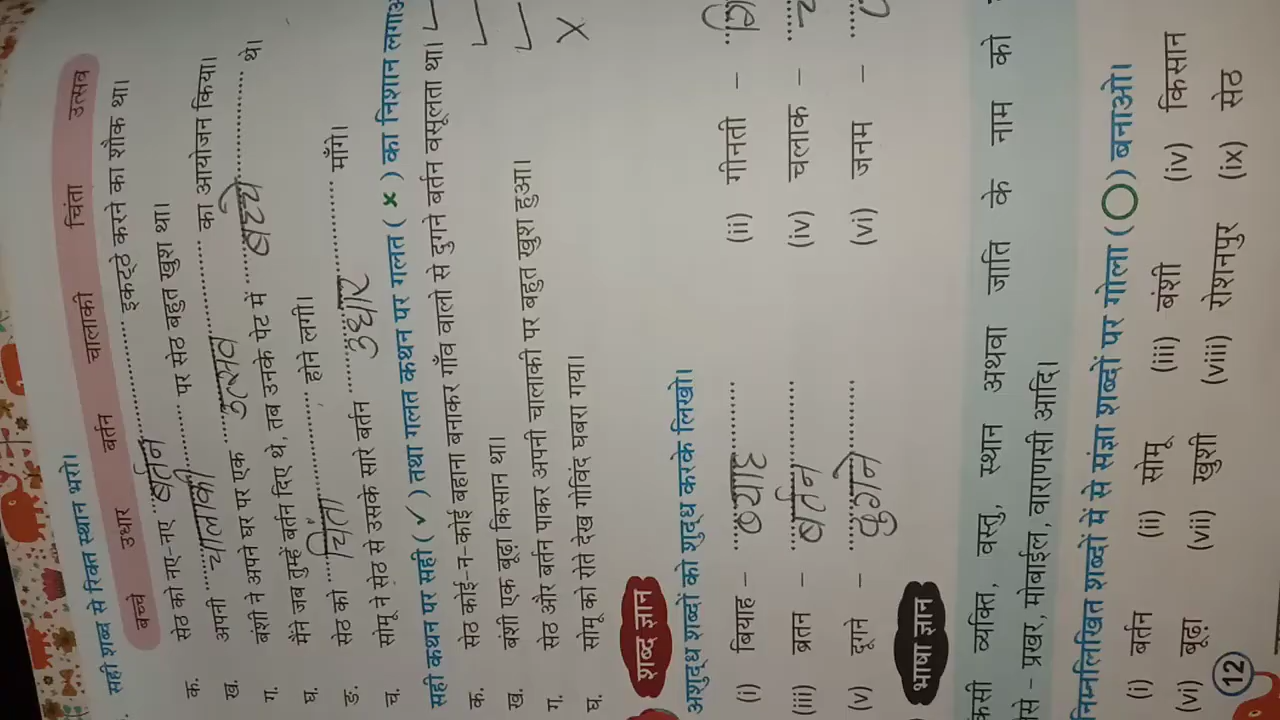 सही शब्द से रिक्त स्थान भरो।
बच्चे उधार बर्तन चालाकी चिंता उत्सव
क. सेठ को नए-नए ..बर्तन.......... इकट्ठे करने का शौक था।
ख. अपनी ....चालाकी....... पर सेठ बहुत खुश था।
ग. बंशी ने अपने घर पर एक ....उत्सव.......... का आयोजन किया।
घ. मैंने जब तुम्हें बर्तन दिए थे, तब उनके पेट में ...बच्चे.......... थे।
ङ. सेठ को ....चिंता.......... होने लगी।
च. सोमू ने सेठ से उसके सारे बर्तन ....उधार.......... माँगे।
सही कथन पर सही ( ✓ ) तथा गलत कथन पर गलत ( × ) का निशान लगाओ
क. सेठ कोई-न-कोई बहाना बनाकर गाँव वालो से दुगने बर्तन वसूलता था। ✓
ख. बंशी एक बूढ़ा किसान था। ✓
ग. सेठ और बर्तन पाकर अपनी चालाकी पर बहुत खुश हुआ। ✓
घ. सोमू को रोते देख गोविंद घबरा गया। ×
शब्द ज्ञान
अशुद्ध शब्दों को शुद्ध करके लिखो।
(i) बियाह – ...ब्याह....... (ii) गीनती – ..
(iii) ब्रतन – ..बर्तन....... (iv) चलाक – ...
(v) दूगने – ..दुगने....... (vi) जनम – ....
भाषा ज्ञान
किसी व्यक्ति, वस्तु, स्थान अथवा जाति के नाम को
जैसे – प्रखर, मोबाईल, वाराणसी आदि।
निम्नलिखित शब्दों में से संज्ञा शब्दों पर गोला ( ◯ ) बनाओ।
(i) बर्तन (ii) सोमू (iii) बंशी (iv) किसान
(vi) बूढ़ा (vii) खुशी (viii) रोशनपुर (ix) सेठ
12